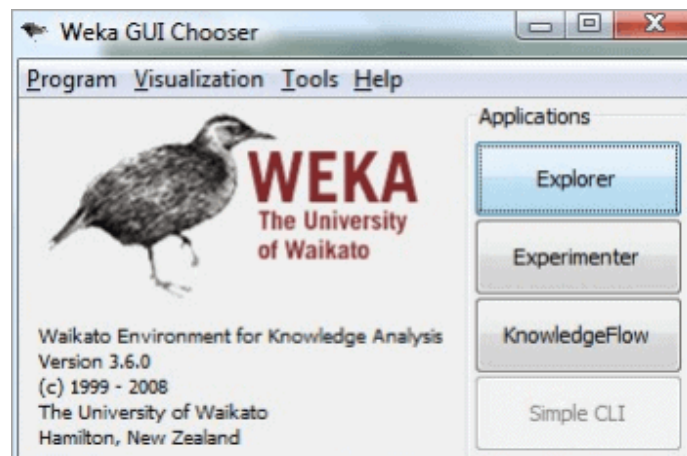 Weka GUI Chooser
Program Visualization Tools Help
Applications
Explorer
Experimenter
KnowledgeFlow
Simple CLI
WEKA
The University
of Waikato
Waikato Environment for Knowledge Analysis
Version 3.6.0
(c) 1999 - 2008
The University of Waikato
Hamilton, New Zealand